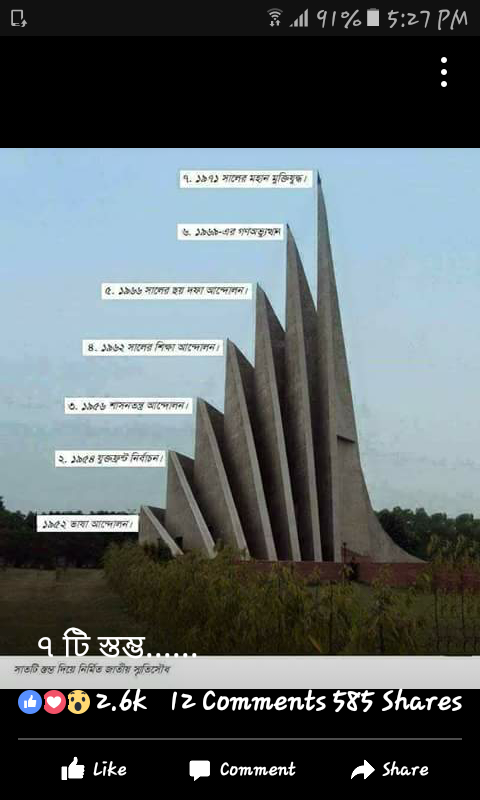 91% 5:27 PM
৭. ১৯৭১ সালের মহান মুক্তিযুদ্ধ।
৬. ১৯৬৯-এর গণঅভ্যুত্থান
৫. ১৯৬৬ সালের ছয় দফা আন্দোলন।
৪. ১৯৬২ সালের শিক্ষা আন্দোলন।
৩. ১৯৫৬ শাসনতন্ত্র আন্দোলন।
২. ১৯৫৪ যুক্তফ্রন্ট নির্বাচন।
১৯৫২ ভাষা আন্দোলন।
৭ টি স্তম্ভ......
সাতটি স্তম্ভ দিয়ে নির্মিত জাতীয় স্মৃতিসৌধ
2.6k 12 Comments 585 Shares
Like Comment Share